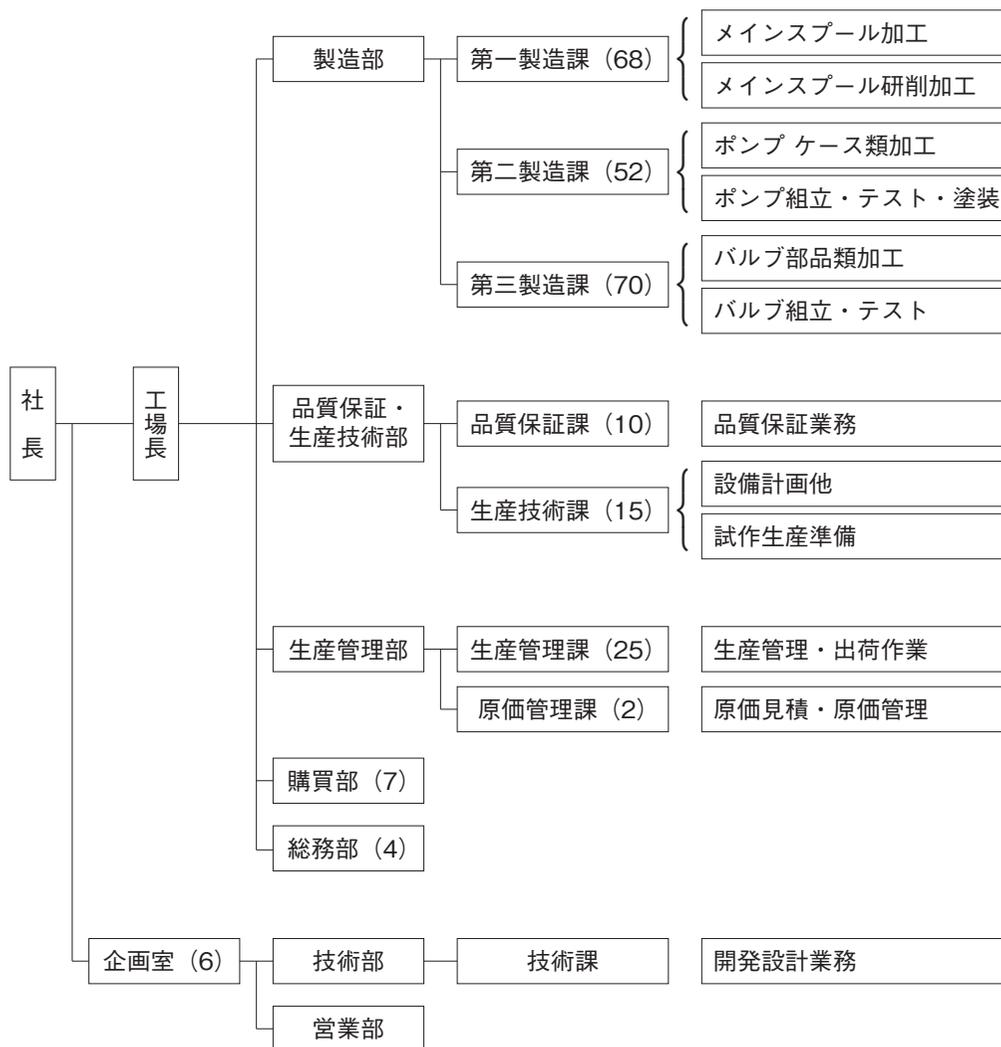 製造部
第一製造課（68）
メインスプール加工
メインスプール研削加工
第二製造課（52）
ポンプ ケース類加工
ポンプ組立・テスト・塗装
第三製造課（70）
バルブ部品類加工
バルブ組立・テスト
社長
工場長
品質保証・
生産技術部
品質保証課（10）
品質保証業務
生産技術課（15）
設備計画他
試作生産準備
生産管理部
生産管理課（25）
生産管理・出荷作業
原価管理課（2）
原価見積・原価管理
購買部（7）
総務部（4）
企画室（6）
技術部
技術課
開発設計業務
営業部